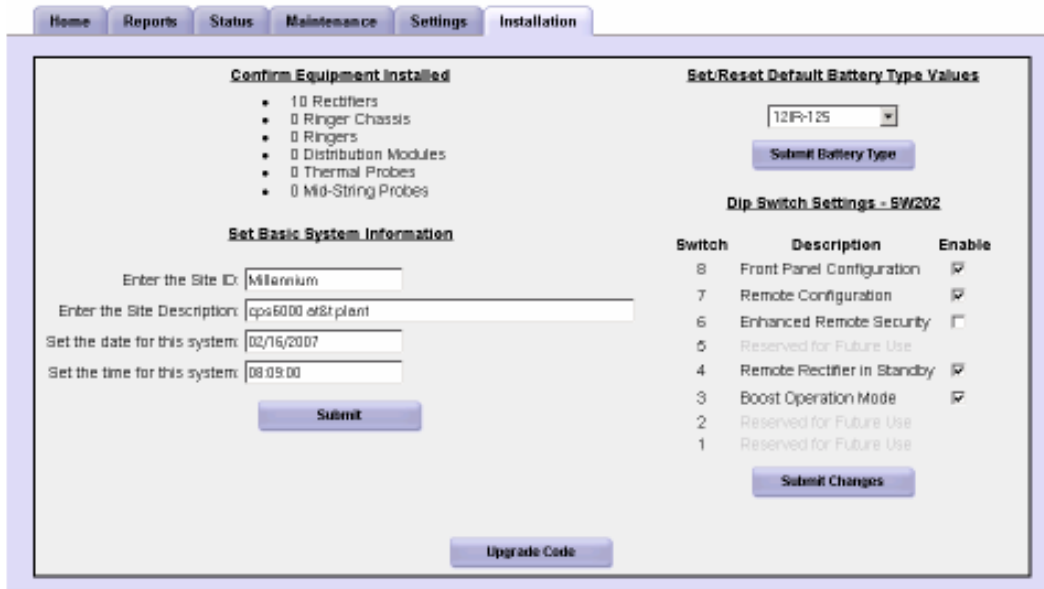 Home Reports Status Maintenance Settings Installation
Confirm Equipment Installed
• 10 Rectifiers
• 0 Ringer Chassis
• 0 Ringers
• 0 Distribution Modules
• 0 Thermal Probes
• 0 Mid-String Probes
Set Basic System Information
Enter the Site ID: Millennium
Enter the Site Description: cps6000 at&t plant
Set the date for this system: 02/16/2007
Set the time for this system: 08:09:00
Submit
Set/Reset Default Battery Type Values
12IR-125
Submit Battery Type
Dip Switch Settings - SW202
Switch Description Enable
8 Front Panel Configuration
7 Remote Configuration
6 Enhanced Remote Security
5 Reserved for Future Use
4 Remote Rectifier in Standby
3 Boost Operation Mode
2 Reserved for Future Use
1 Reserved for Future Use
Submit Changes
Upgrade Code